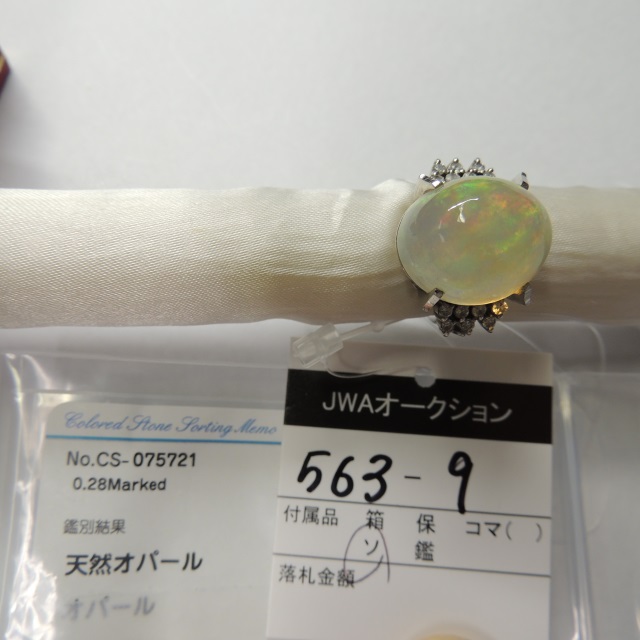 Colored Stone Sorting Memo
No.CS-075721
0.28Marked
鑑別結果
天然オパール
オパール
JWAオークション
563-9
付属品 箱 保 コマ( )
ソ 鑑
落札金額